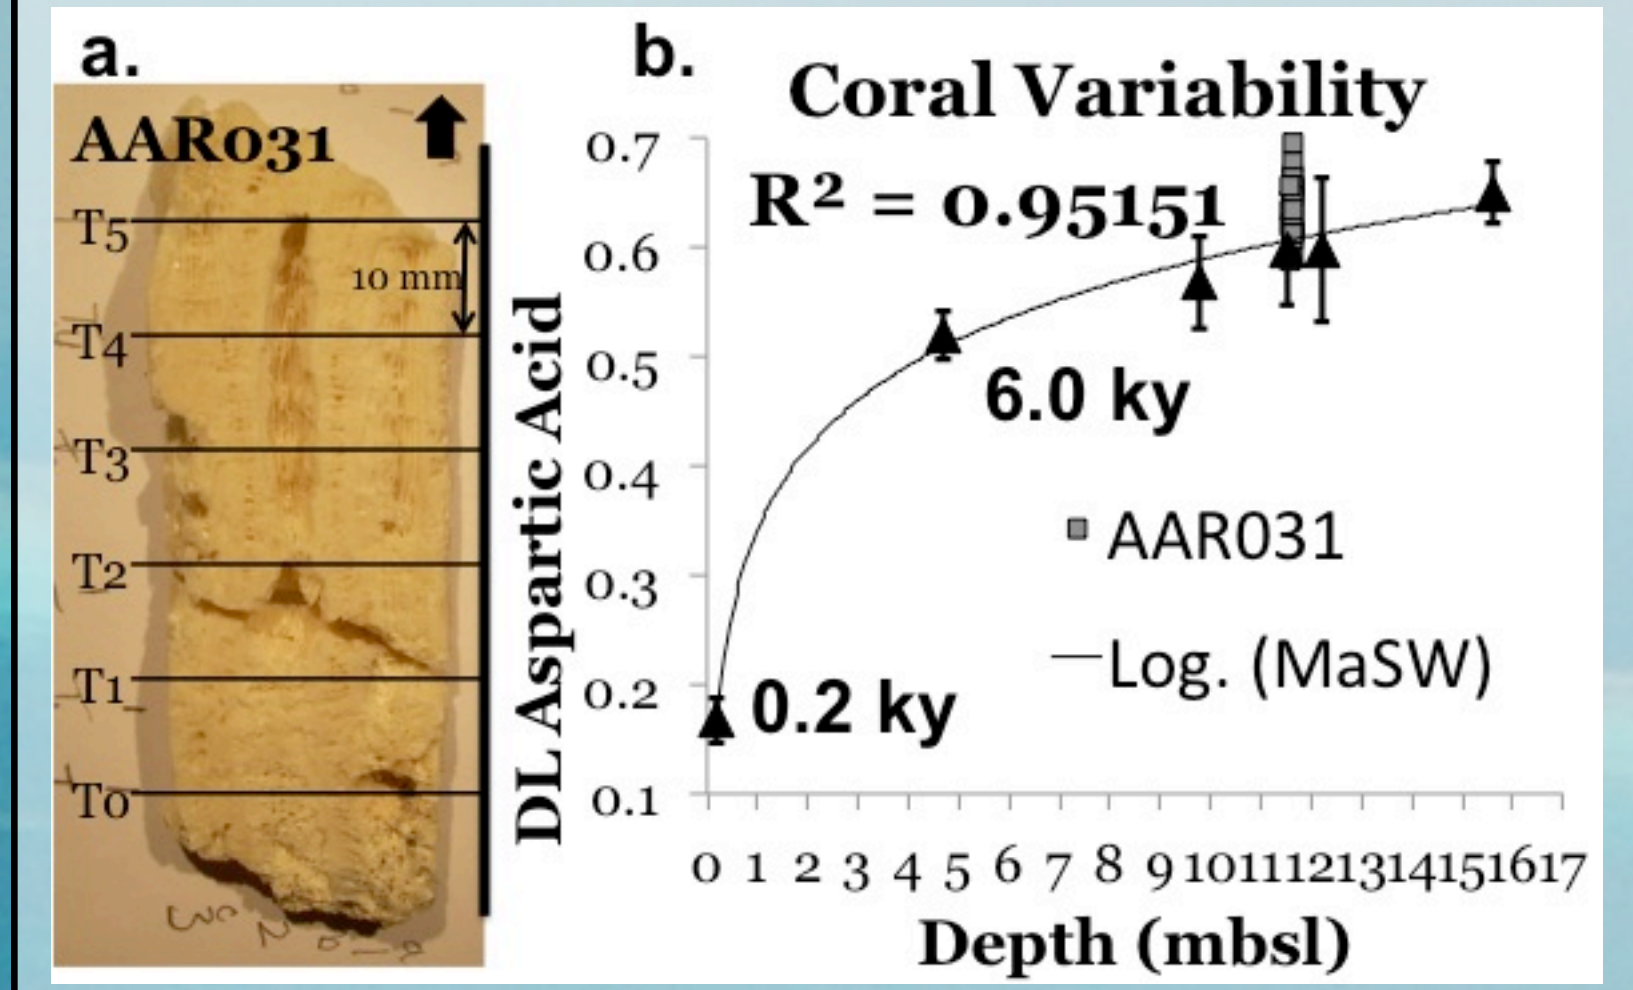 a.
AAR031
T5
10 mm
T4
T3
T2
T1
T0
b.
Coral Variability
R² = 0.95151
DL Aspartic Acid
0.7
0.6
0.5
0.4
0.3
0.2
0.1
6.0 ky
0.2 ky
AAR031
Log. (MaSW)
0 1 2 3 4 5 6 7 8 9 10 11 12 13 14 15 16 17
Depth (mbsl)